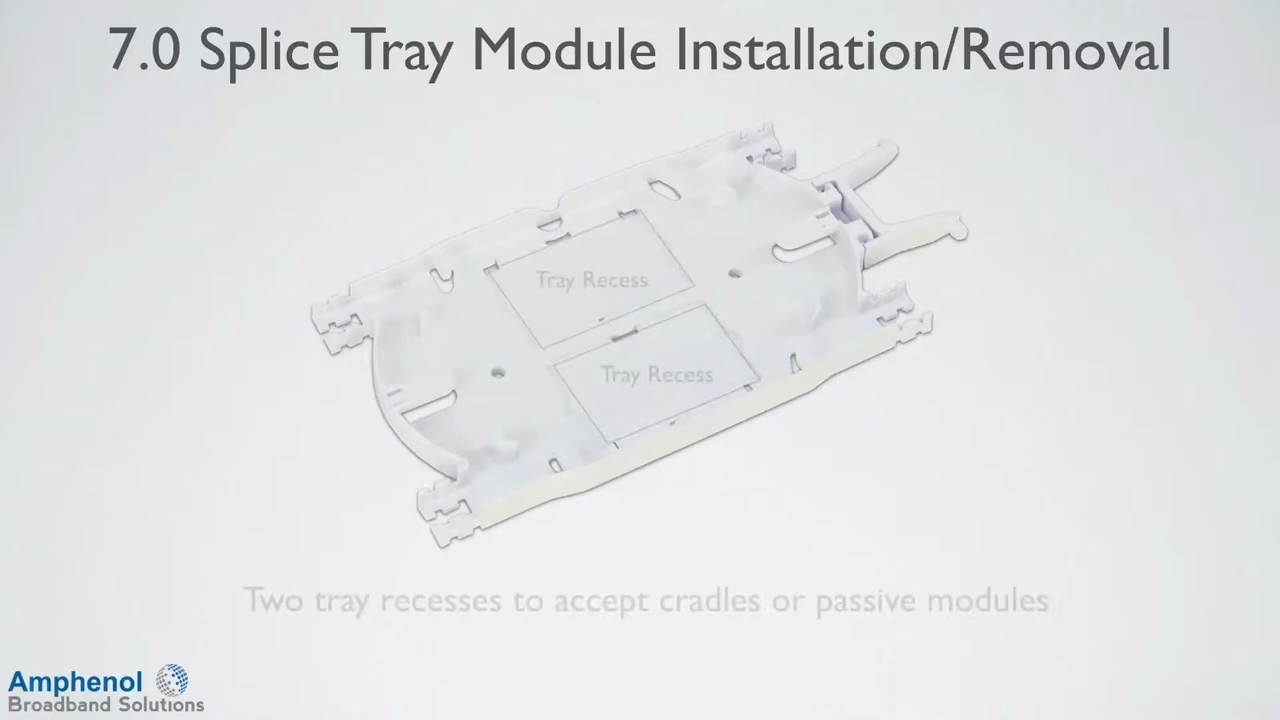 7.0 Splice Tray Module Installation/Removal
Tray Recess
Tray Recess
Two tray recesses to accept cradles or passive modules
Amphenol
Broadband Solutions